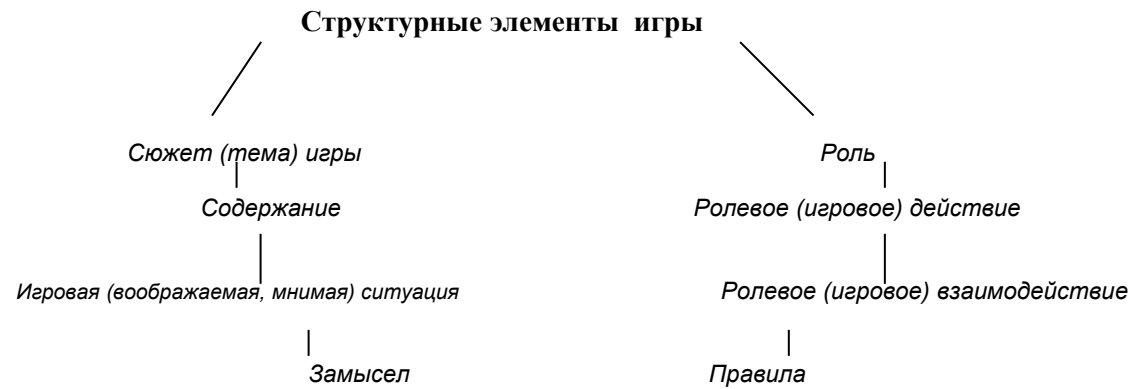 Структурные элементы игры
Сюжет (тема) игры
Роль
Содержание
Ролевое (игровое) действие
Игровая (воображаемая, мнимая) ситуация
Ролевое (игровое) взаимодействие
Замысел
Правила